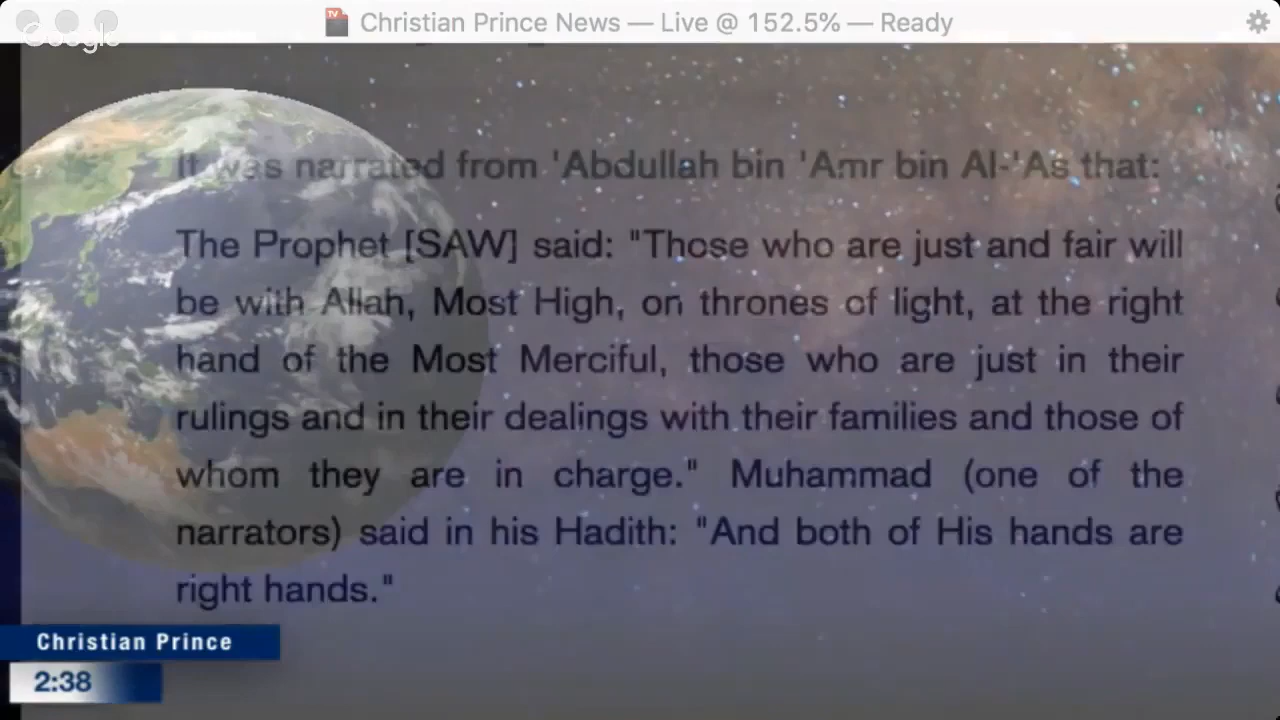 Christian Prince News — Live @ 152.5% — Ready
Google
It was narrated from 'Abdullah bin 'Amr bin Al-'As that:
The Prophet [SAW] said: "Those who are just and fair will
be with Allah, Most High, on thrones of light, at the right
hand of the Most Merciful, those who are just in their
rulings and in their dealings with their families and those of
whom they are in charge." Muhammad (one of the
narrators) said in his Hadith: "And both of His hands are
right hands."
Christian Prince
2:38